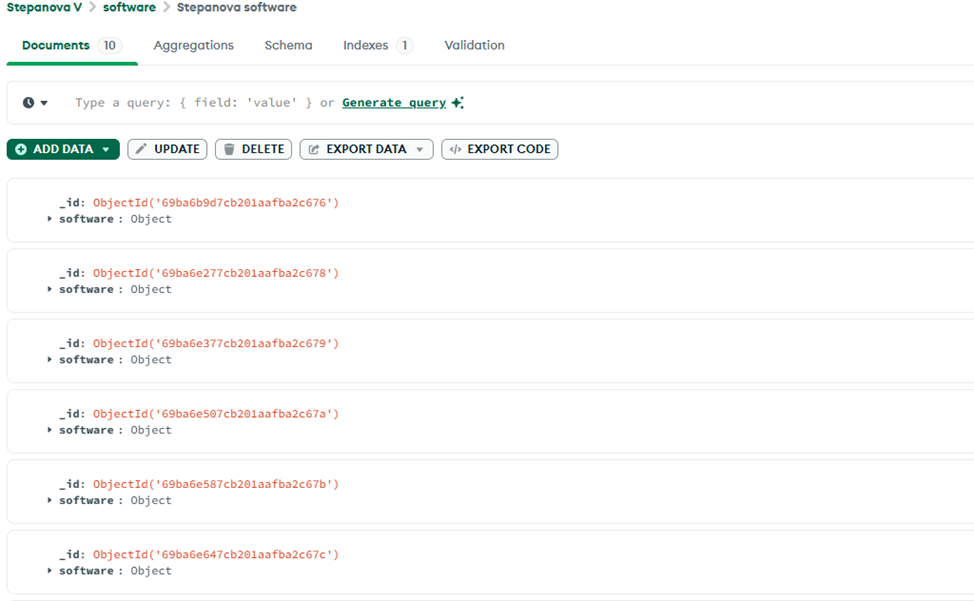 Stepanova V > software > Stepanova software
Documents 10 Aggregations Schema Indexes 1 Validation
Type a query: { field: 'value' } or Generate query
ADD DATA UPDATE DELETE EXPORT DATA EXPORT CODE
_id: ObjectId('69ba6b9d7cb201aafba2c676')
software : Object
_id: ObjectId('69ba6e277cb201aafba2c678')
software : Object
_id: ObjectId('69ba6e377cb201aafba2c679')
software : Object
_id: ObjectId('69ba6e507cb201aafba2c67a')
software : Object
_id: ObjectId('69ba6e587cb201aafba2c67b')
software : Object
_id: ObjectId('69ba6e647cb201aafba2c67c')
software : Object